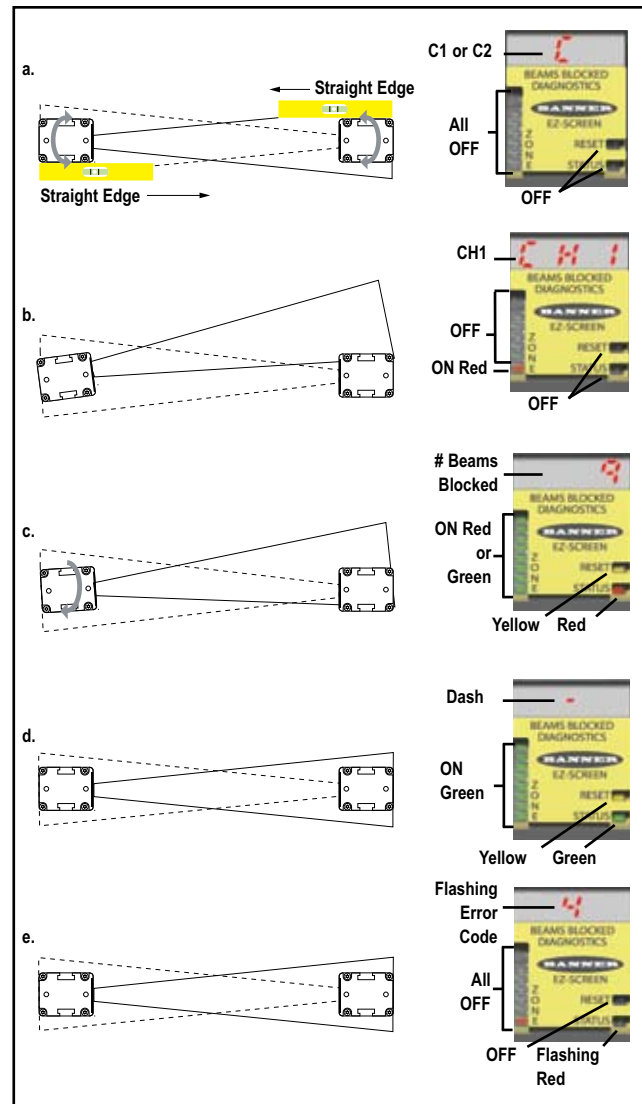 a.
Straight Edge
Straight Edge
C1 or C2
C
BEAMS BLOCKED
DIAGNOSTICS
BANNER
EZ-SCREEN
All
OFF
ZONE
RESET
STATUS
OFF
b.
CH1
CH1
BEAMS BLOCKED
DIAGNOSTICS
BANNER
EZ-SCREEN
OFF
ON Red
ZONE
RESET
STATUS
OFF
c.
# Beams
Blocked
9
BEAMS BLOCKED
DIAGNOSTICS
BANNER
EZ-SCREEN
ON Red
or
Green
ZONE
RESET
STATUS
Yellow Red
d.
Dash
-
BEAMS BLOCKED
DIAGNOSTICS
BANNER
EZ-SCREEN
ON
Green
ZONE
RESET
STATUS
Yellow Green
e.
Flashing
Error
Code
4
BEAMS BLOCKED
DIAGNOSTICS
BANNER
EZ-SCREEN
All
OFF
ZONE
RESET
STATUS
OFF Flashing
Red